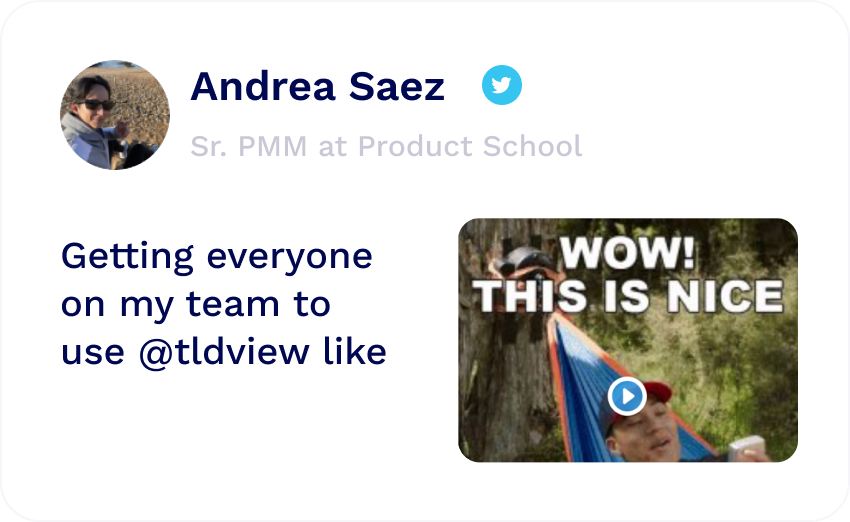 Andrea Saez
Sr. PMM at Product School
Getting everyone
on my team to
use @tldview like
WOW!
THIS IS NICE